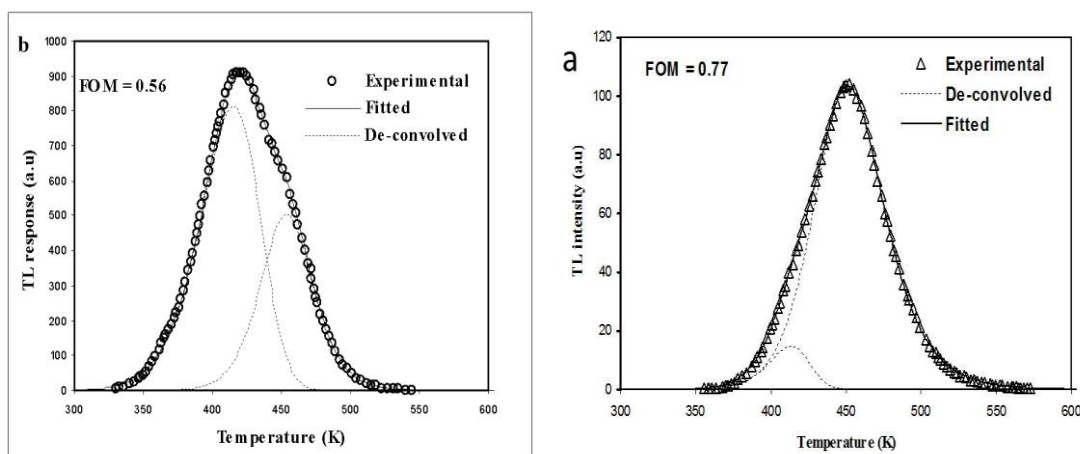 b
1000
900
800
700
600
500
400
300
200
100
0
300 350 400 450 500 550 600
TL response (a.u)
Temperature (K)
FOM = 0.56
Experimental
Fitted
De-convolved
a
120
100
80
60
40
20
0
300 350 400 450 500 550 600
TL intensity (a.u)
Temperature (K)
FOM = 0.77
Experimental
De-convolved
Fitted